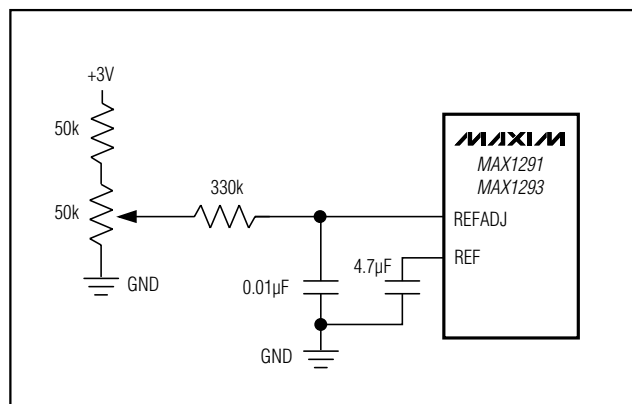 +3V
50k
50k
GND
330k
0.01µF
4.7µF
GND
MAXIM
MAX1291
MAX1293
REFADJ
REF